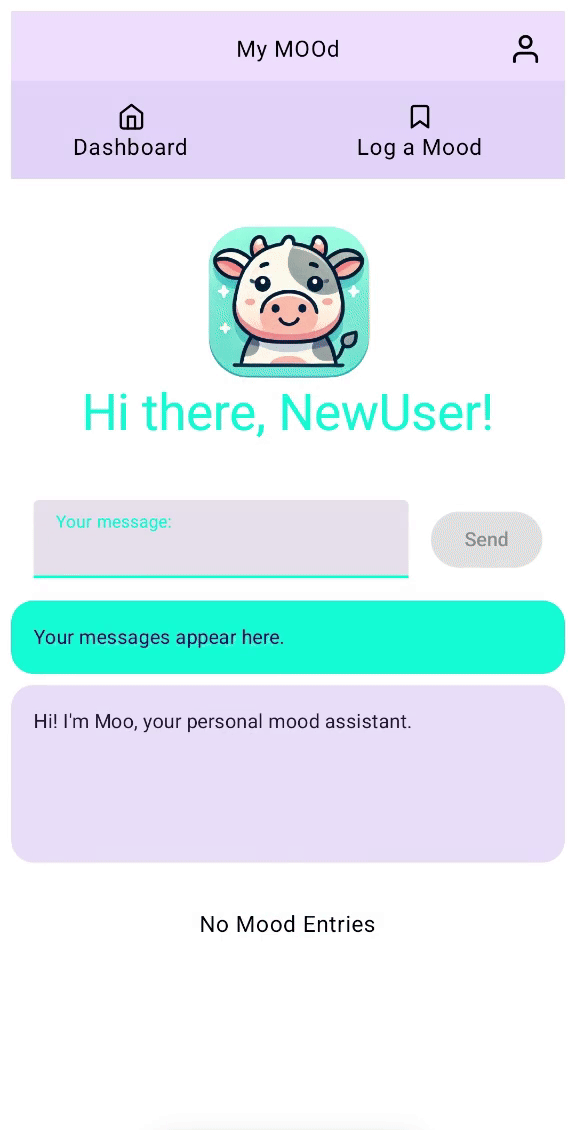 My MOOd
Dashboard
Log a Mood
Hi there, NewUser!
Your message:
Send
Your messages appear here.
Hi! I'm Moo, your personal mood assistant.
No Mood Entries